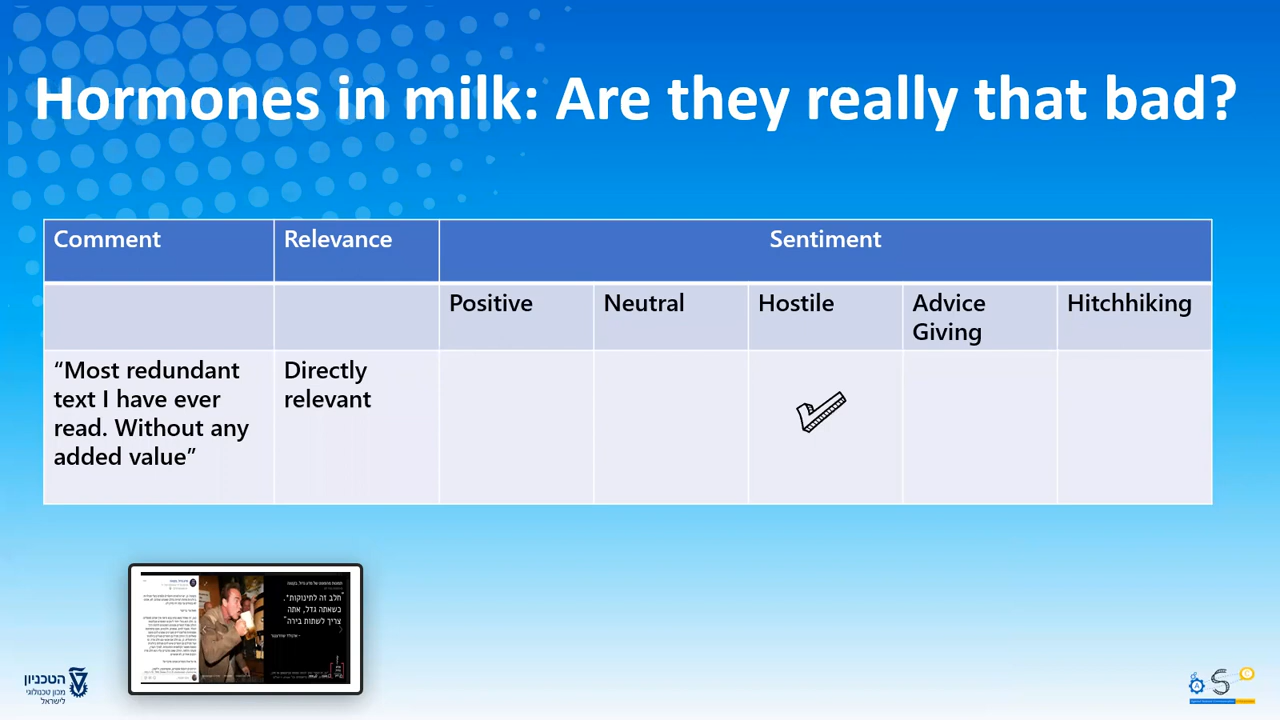 Hormones in milk: Are they really that bad?
Comment
Relevance
Sentiment
Positive
Neutral
Hostile
Advice
Giving
Hitchhiking
“Most redundant
text I have ever
read. Without any
added value”
Directly
relevant
"חלב זה לתינוקות.
כשאתה גדל, אתה
צריך לשתות בירה"
הטכניון
מכון טכנולוגי
לישראל